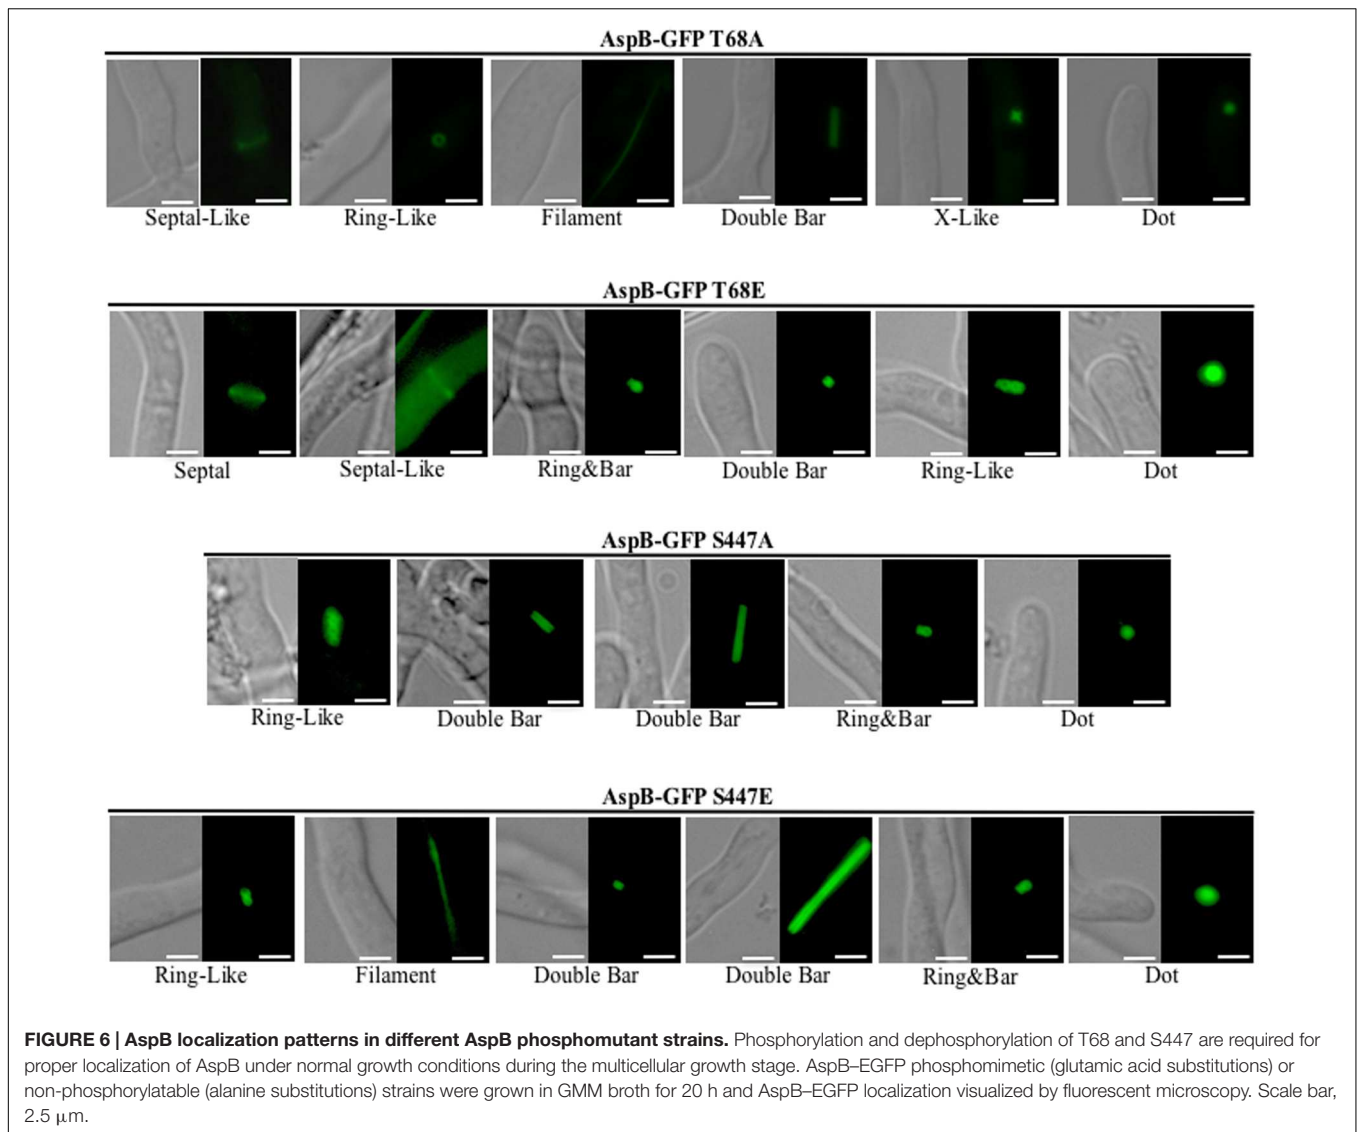 AspB-GFP T68A
Septal-Like Ring-Like Filament Double Bar X-Like Dot
AspB-GFP T68E
Septal Septal-Like Ring&Bar Double Bar Ring-Like Dot
AspB-GFP S447A
Ring-Like Double Bar Double Bar Ring&Bar Dot
AspB-GFP S447E
Ring-Like Filament Double Bar Double Bar Ring&Bar Dot
FIGURE 6 | AspB localization patterns in different AspB phosphomutant strains. Phosphorylation and dephosphorylation of T68 and S447 are required for
proper localization of AspB under normal growth conditions during the multicellular growth stage. AspB–EGFP phosphomimetic (glutamic acid substitutions) or
non-phosphorylatable (alanine substitutions) strains were grown in GMM broth for 20 h and AspB–EGFP localization visualized by fluorescent microscopy. Scale bar,
2.5 μm.